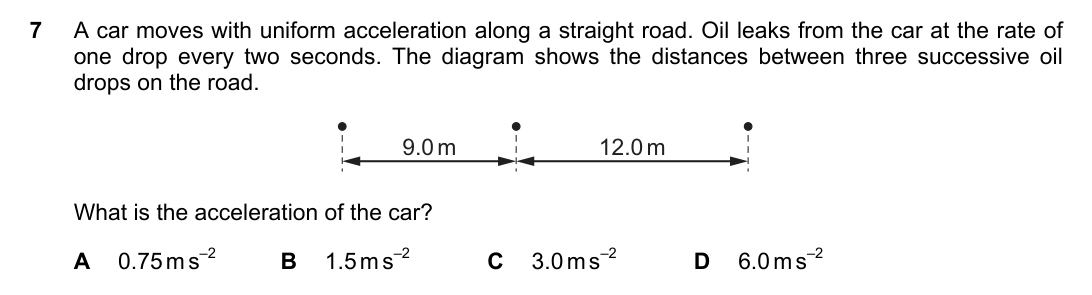 7 A car moves with uniform acceleration along a straight road. Oil leaks from the car at the rate of
one drop every two seconds. The diagram shows the distances between three successive oil
drops on the road.
9.0 m 12.0 m
What is the acceleration of the car?
A 0.75 m s⁻² B 1.5 m s⁻² C 3.0 m s⁻² D 6.0 m s⁻²